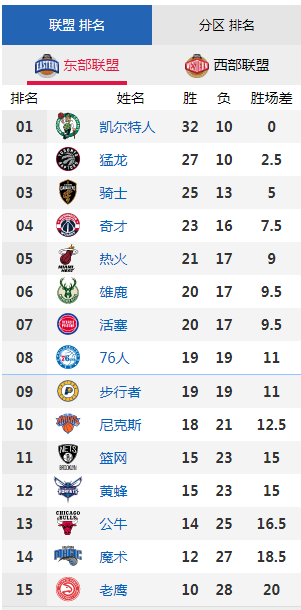 联盟 排名 分区 排名
东部联盟 西部联盟
排名 姓名 胜 负 胜场差
01 凯尔特人 32 10 0
02 猛龙 27 10 2.5
03 骑士 25 13 5
04 奇才 23 16 7.5
05 热火 21 17 9
06 雄鹿 20 17 9.5
07 活塞 20 17 9.5
08 76人 19 19 11
09 步行者 19 19 11
10 尼克斯 18 21 12.5
11 篮网 15 23 15
12 黄蜂 15 23 15
13 公牛 14 25 16.5
14 魔术 12 27 18.5
15 老鹰 10 28 20